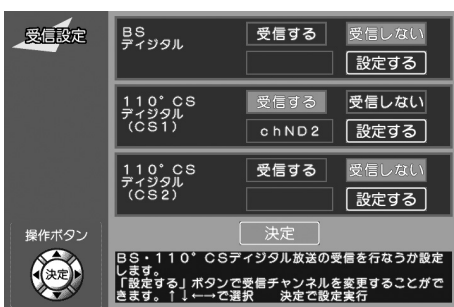 受信設定
BS
ディジタル
受信する 受信しない
設定する
110°CS
ディジタル
(CS1)
受信する 受信しない
chND2 設定する
110°CS
ディジタル
(CS2)
受信する 受信しない
設定する
操作ボタン
決定
決定
BS・110°CSディジタル放送の受信を行なうか設定
します。
「設定する」ボタンで受信チャンネルを変更することがで
きます。↑↓←→で選択 決定で設定実行